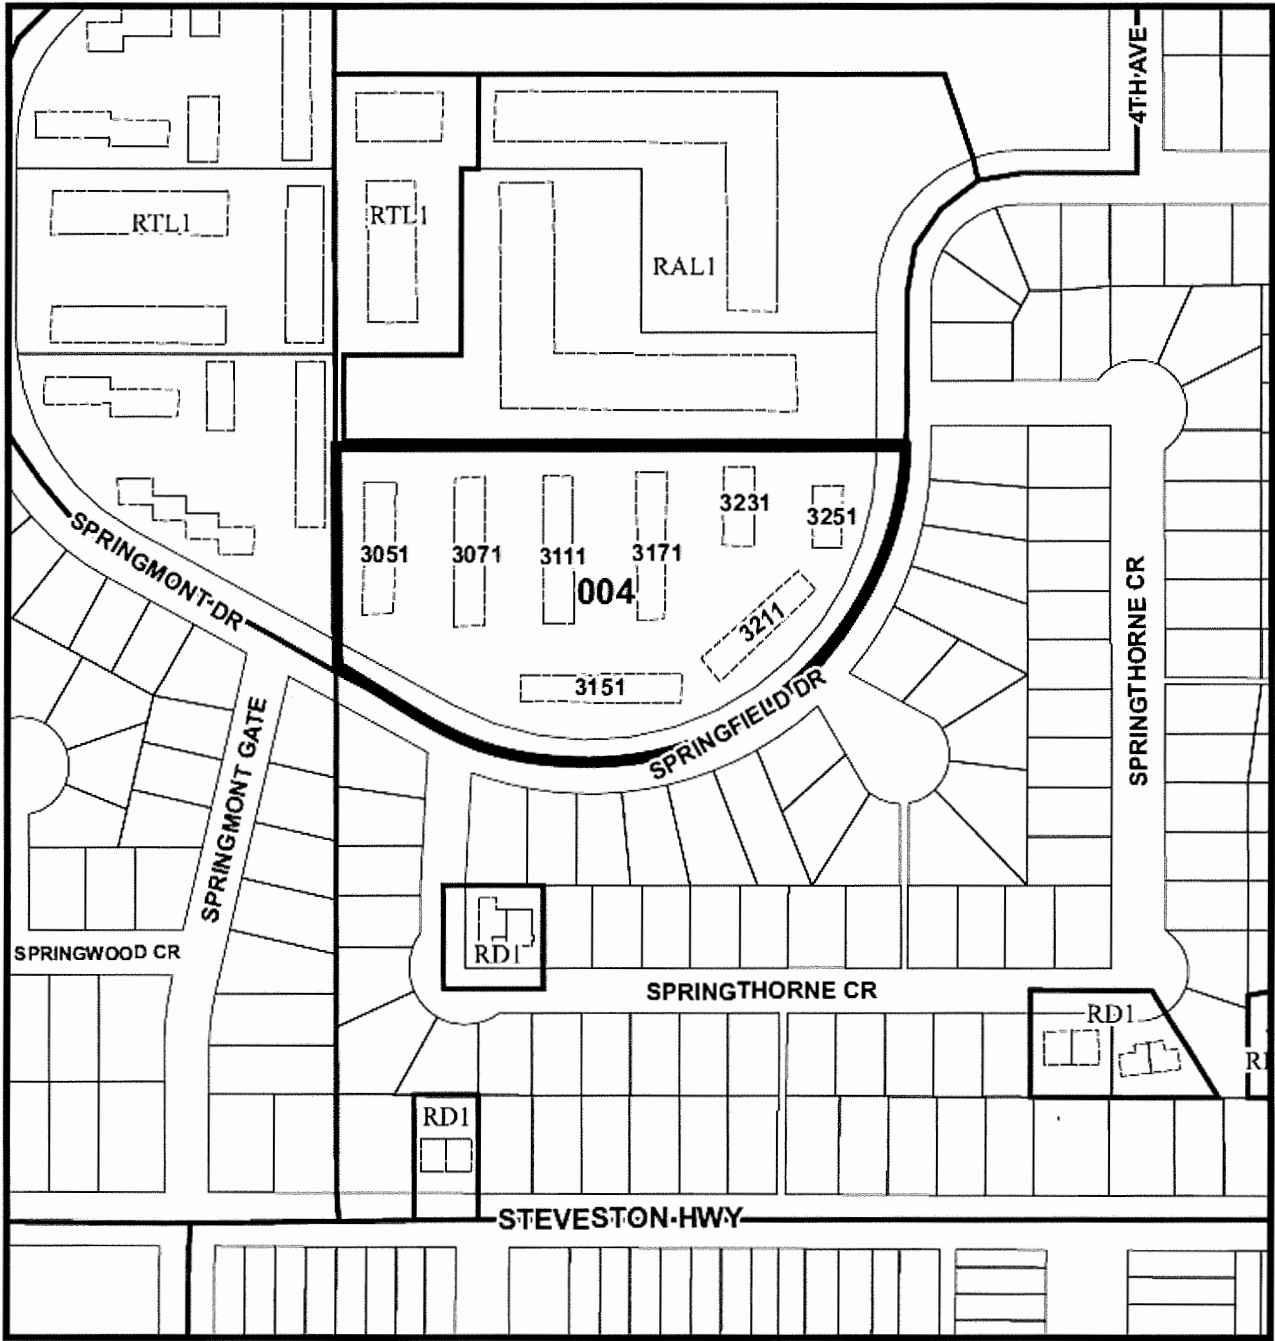 4TH AVE
RTL1
RTL1
RAL1
3231
3251
3051
3071
3111
3171
004
3211
SPRINGMONT DR
3151
SPRINGFIELD DR
SPRINGTHORNE CR
SPRINGMONT GATE
SPRINGWOOD CR
RD1
SPRINGTHORNE CR
RD1
RD1
STEVESTON HWY